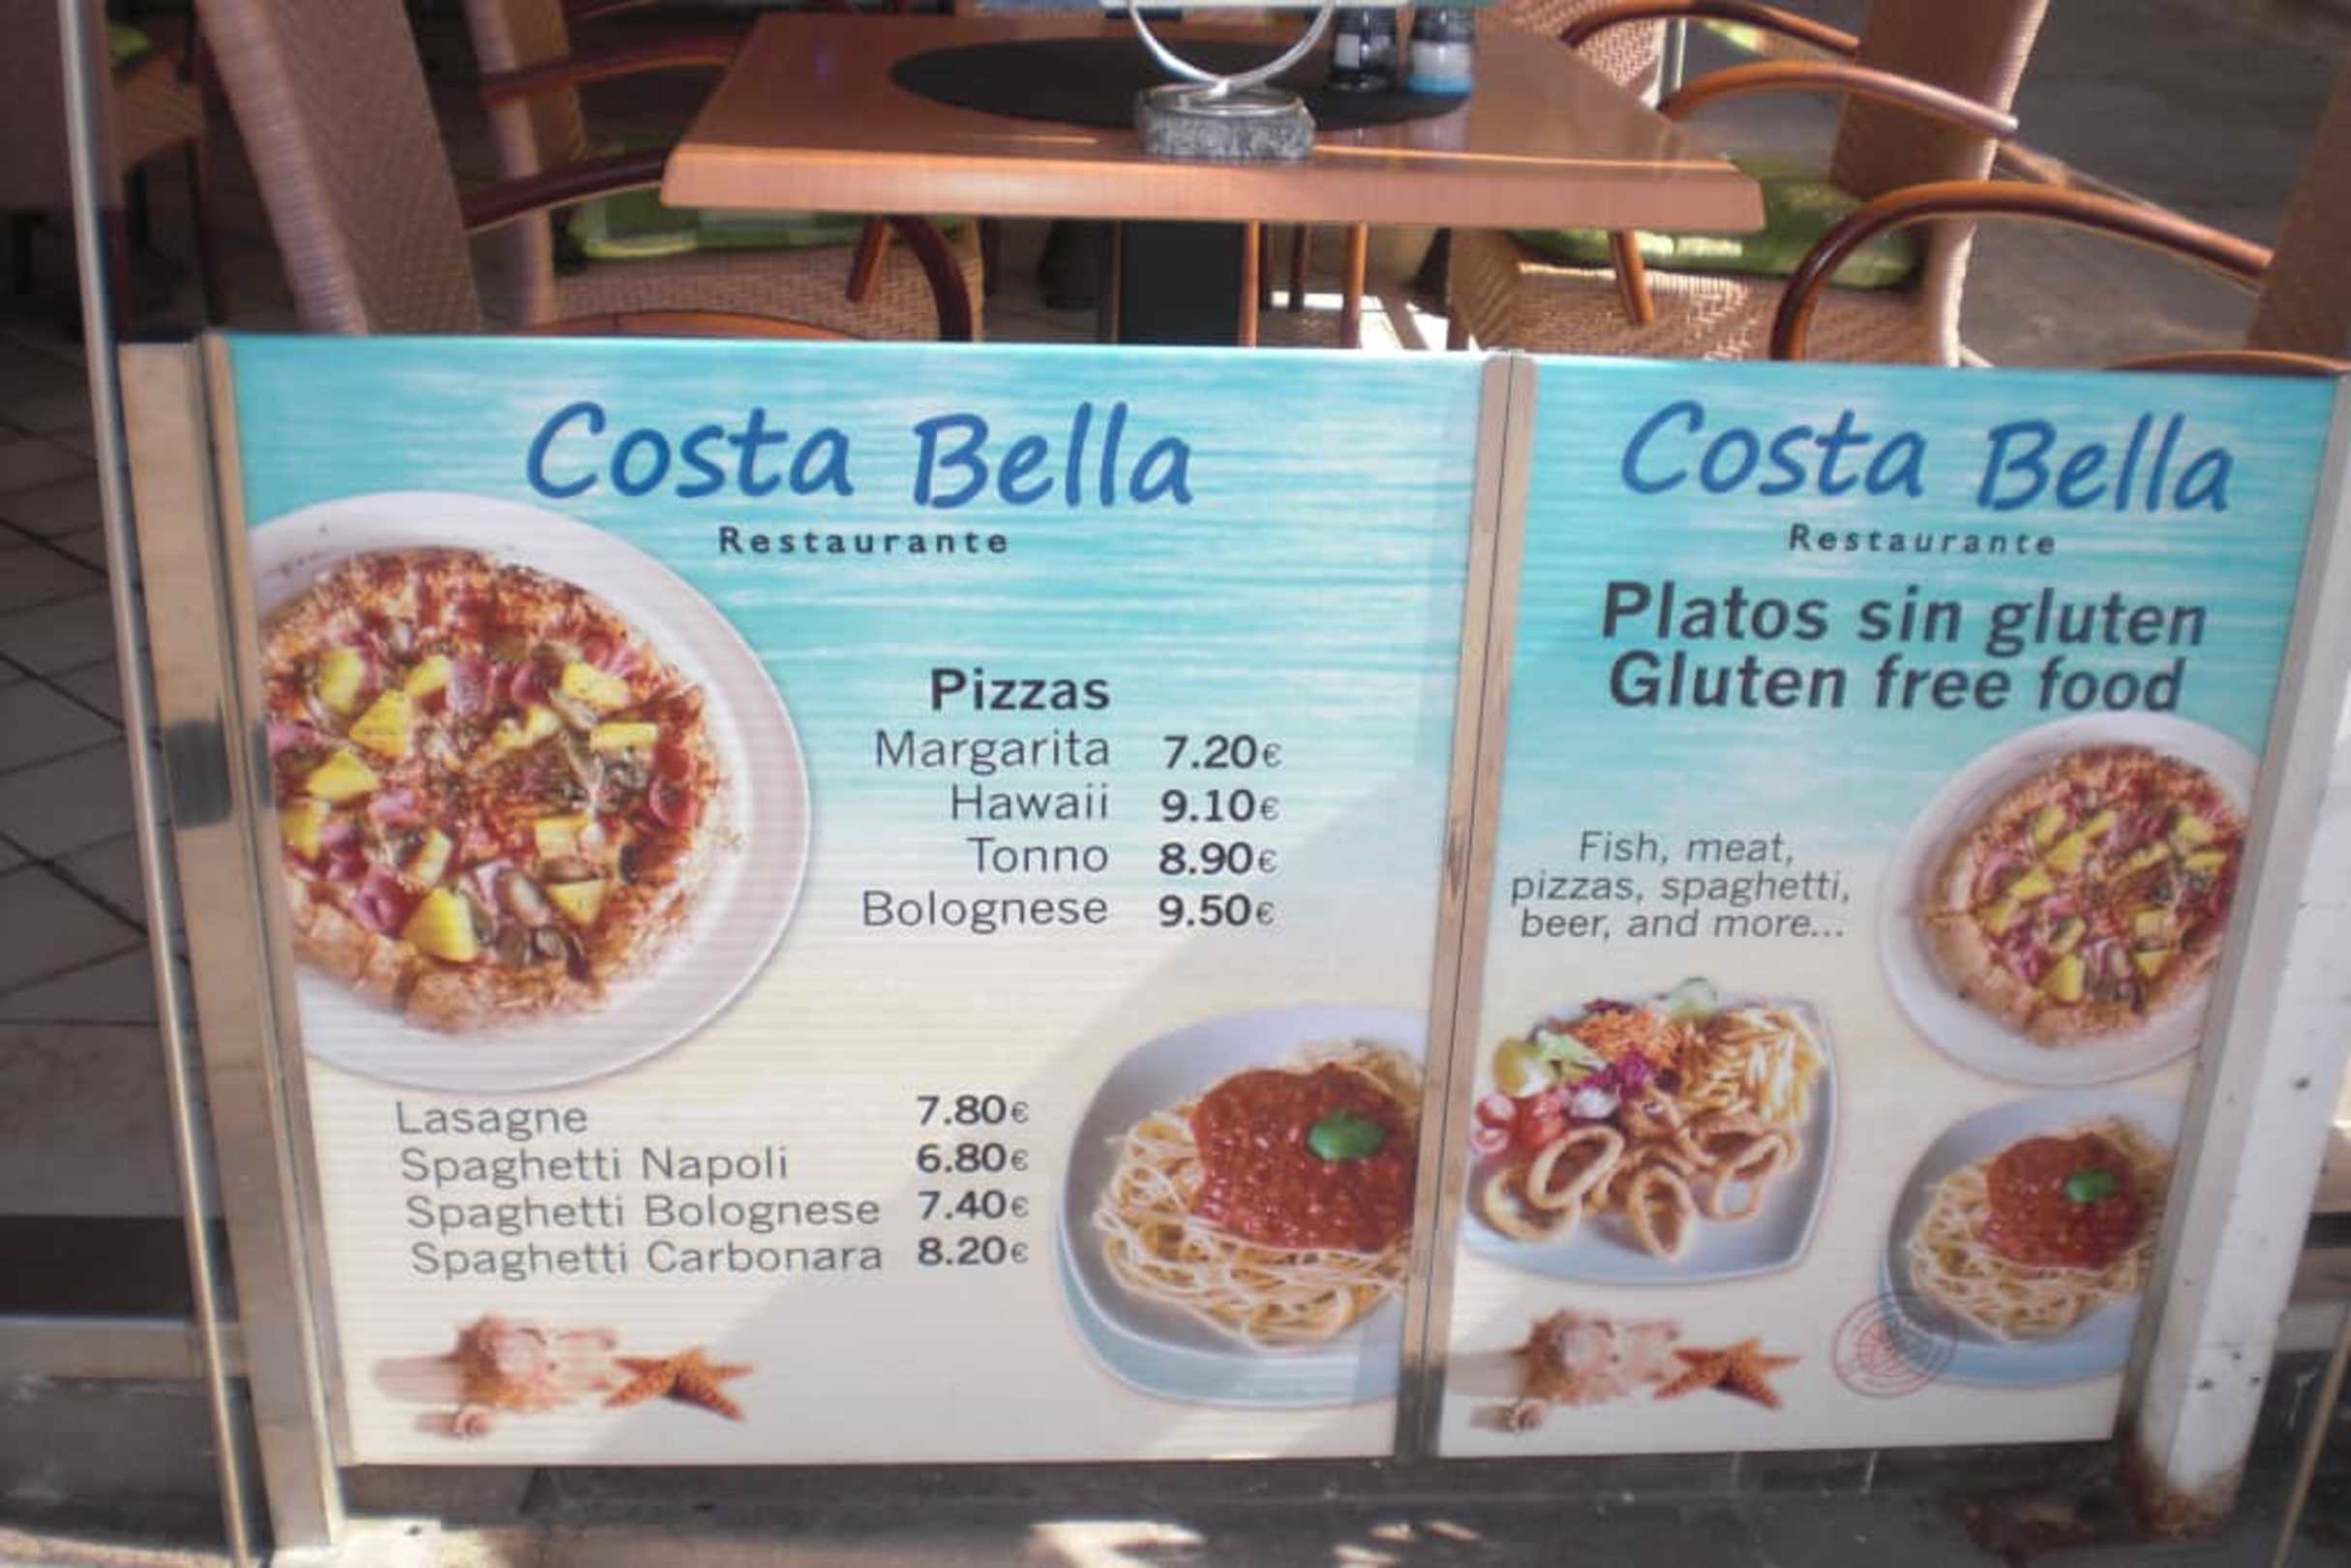 Costa Bella
Restaurante
Pizzas
Margarita 7.20€
Hawaii 9.10€
Tonno 8.90€
Bolognese 9.50€
Lasagne 7.80€
Spaghetti Napoli 6.80€
Spaghetti Bolognese 7.40€
Spaghetti Carbonara 8.20€
Costa Bella
Restaurante
Platos sin gluten
Gluten free food
Fish, meat,
pizzas, spaghetti,
beer, and more...